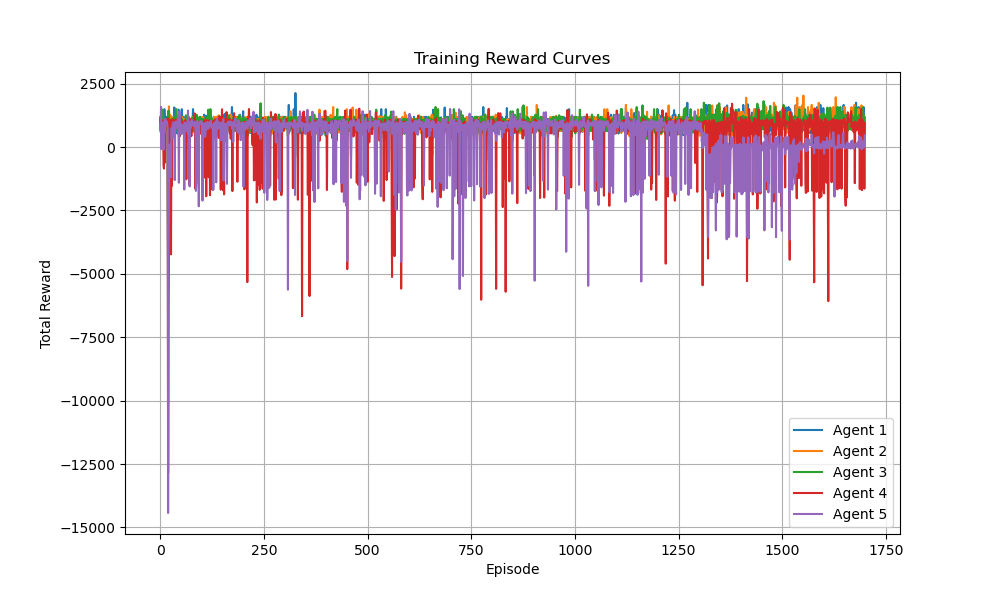 Training Reward Curves
2500
0
−2500
−5000
−7500
−10000
−12500
−15000
Total Reward
0 250 500 750 1000 1250 1500 1750
Episode
Agent 1
Agent 2
Agent 3
Agent 4
Agent 5